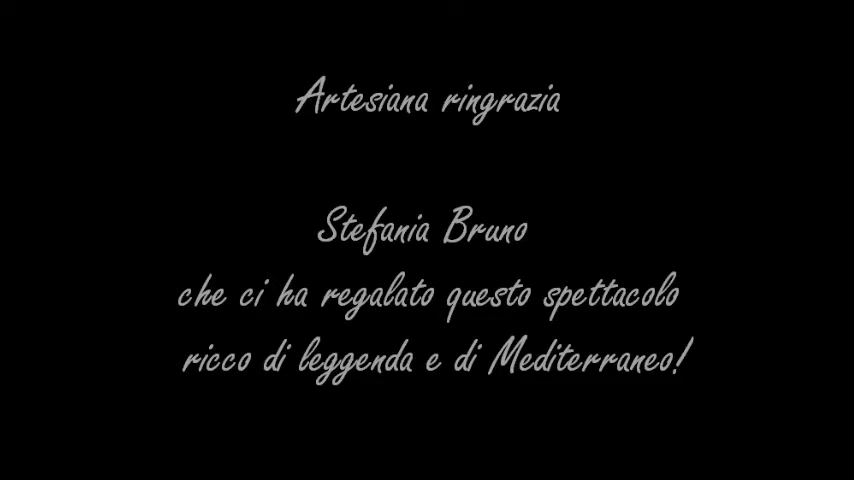 Artesiana ringrazia
Stefania Bruno
che ci ha regalato questo spettacolo
ricco di leggenda e di Mediterraneo!